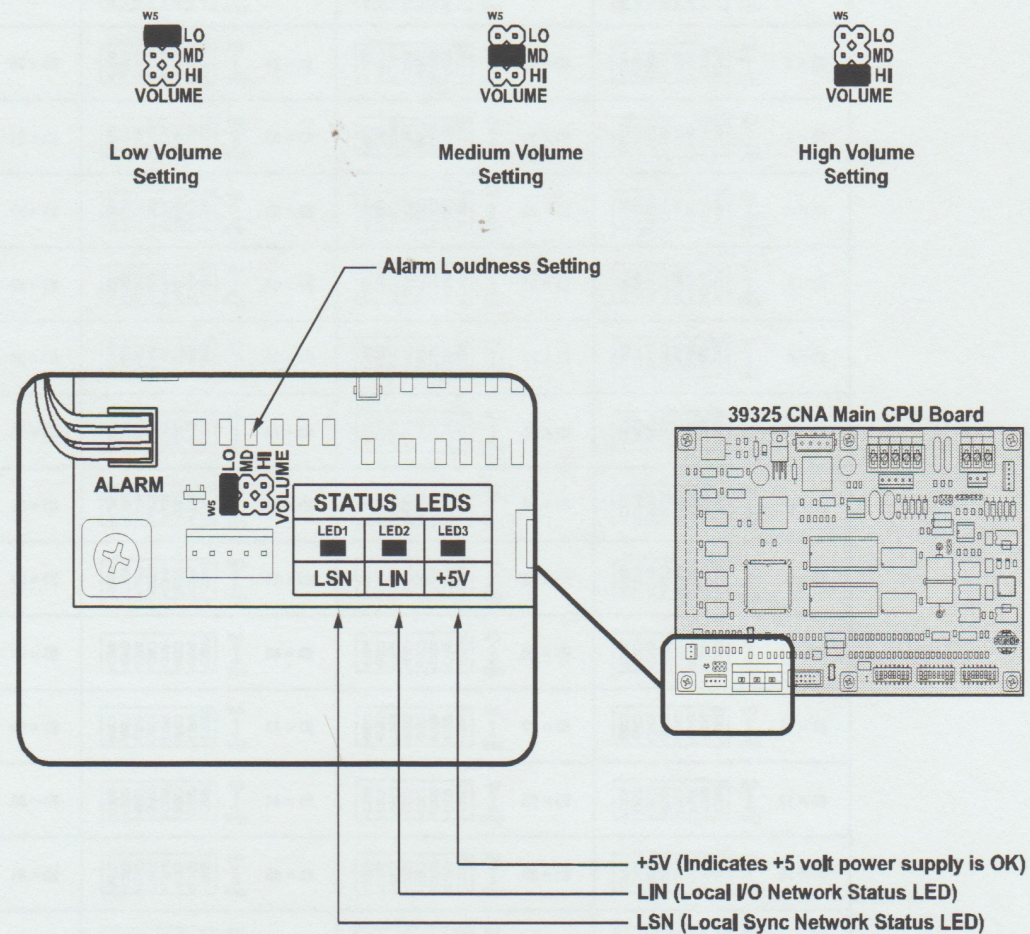 W5
LO
MD
HI
VOLUME
Low Volume
Setting
W5
LO
MD
HI
VOLUME
Medium Volume
Setting
W5
LO
MD
HI
VOLUME
High Volume
Setting
Alarm Loudness Setting
ALARM
W5
LO
MD
HI
VOLUME
STATUS LEDS
LED1 LED2 LED3
LSN LIN +5V
39325 CNA Main CPU Board
+5V (Indicates +5 volt power supply is OK)
LIN (Local I/O Network Status LED)
LSN (Local Sync Network Status LED)